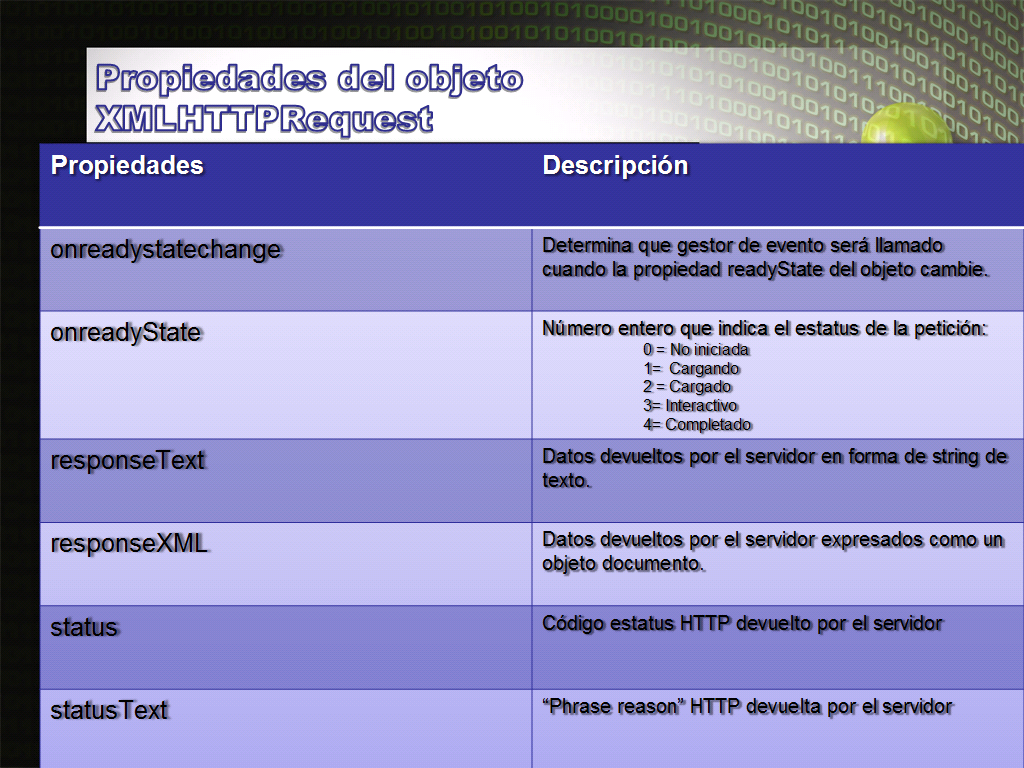 Propiedades del objeto
XMLHTTPRequest
Propiedades
Descripción
onreadystatechange
Determina que gestor de evento será llamado
cuando la propiedad readyState del objeto cambie.
onreadyState
Número entero que indica el estatus de la petición:
0 = No iniciada
1= Cargando
2 = Cargado
3= Interactivo
4= Completado
responseText
Datos devueltos por el servidor en forma de string de
texto.
responseXML
Datos devueltos por el servidor expresados como un
objeto documento.
status
Código estatus HTTP devuelto por el servidor
statusText
“Phrase reason” HTTP devuelta por el servidor